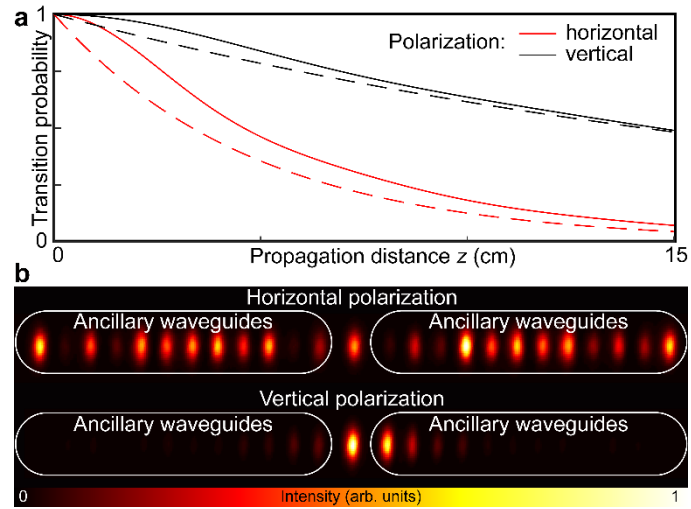 a
1
Transition probability
0
Polarization:
horizontal
vertical
0
Propagation distance z (cm)
15
b
Horizontal polarization
Ancillary waveguides
Ancillary waveguides
Vertical polarization
Ancillary waveguides
Ancillary waveguides
0
Intensity (arb. units)
1